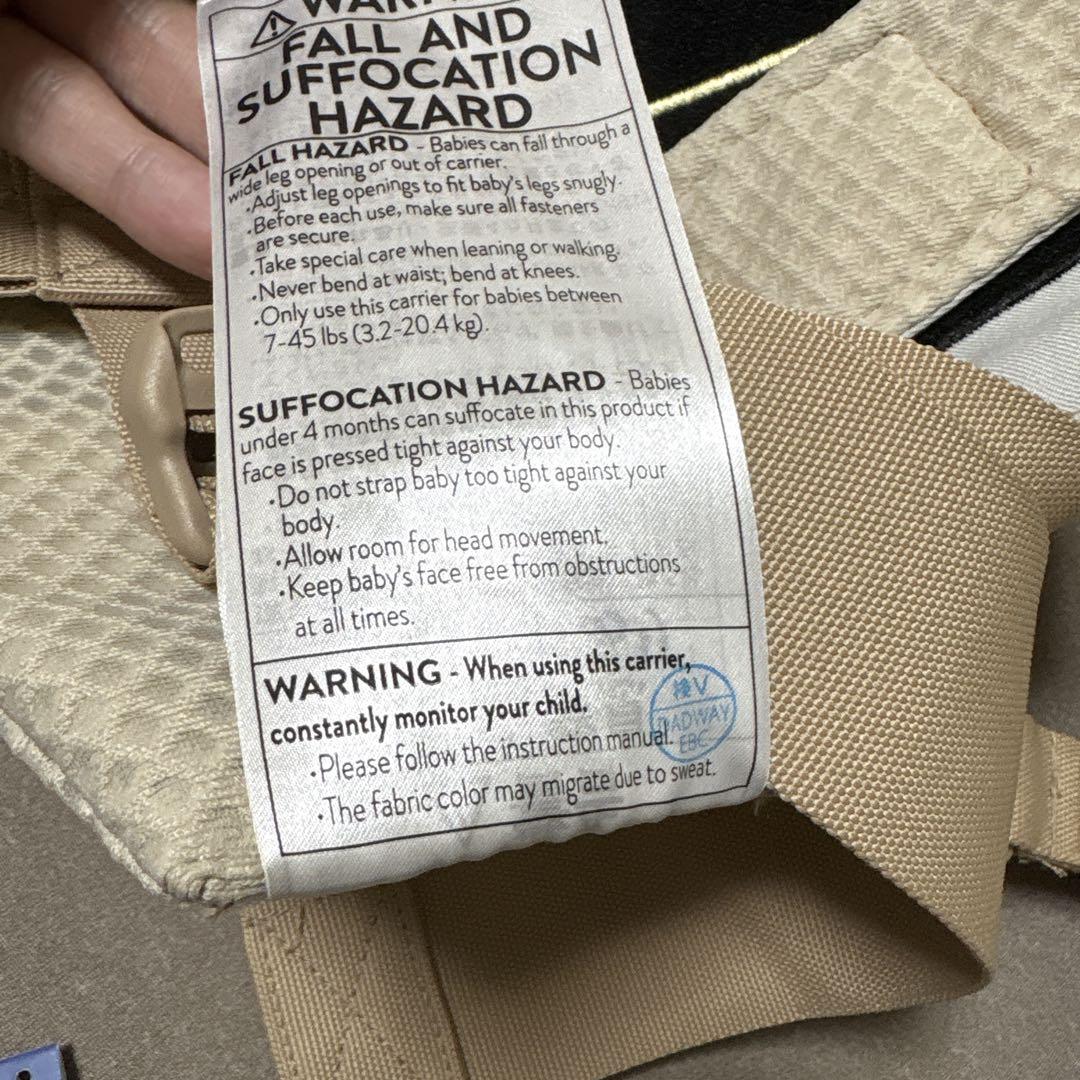 WARN
FALL AND
SUFFOCATION
HAZARD
FALL HAZARD - Babies can fall through a
wide leg opening or out of carrier.
•Adjust leg openings to fit baby's legs snugly.
•Before each use, make sure all fasteners
are secure.
•Take special care when leaning or walking.
•Never bend at waist; bend at knees.
•Only use this carrier for babies between
7-45 lbs (3.2-20.4 kg).
SUFFOCATION HAZARD - Babies
under 4 months can suffocate in this product if
face is pressed tight against your body.
•Do not strap baby too tight against your
body.
•Allow room for head movement.
•Keep baby's face free from obstructions
at all times.
WARNING - When using this carrier,
constantly monitor your child.
•Please follow the instruction manual.
•The fabric color may migrate due to sweat.
V
DADWAY
EBC